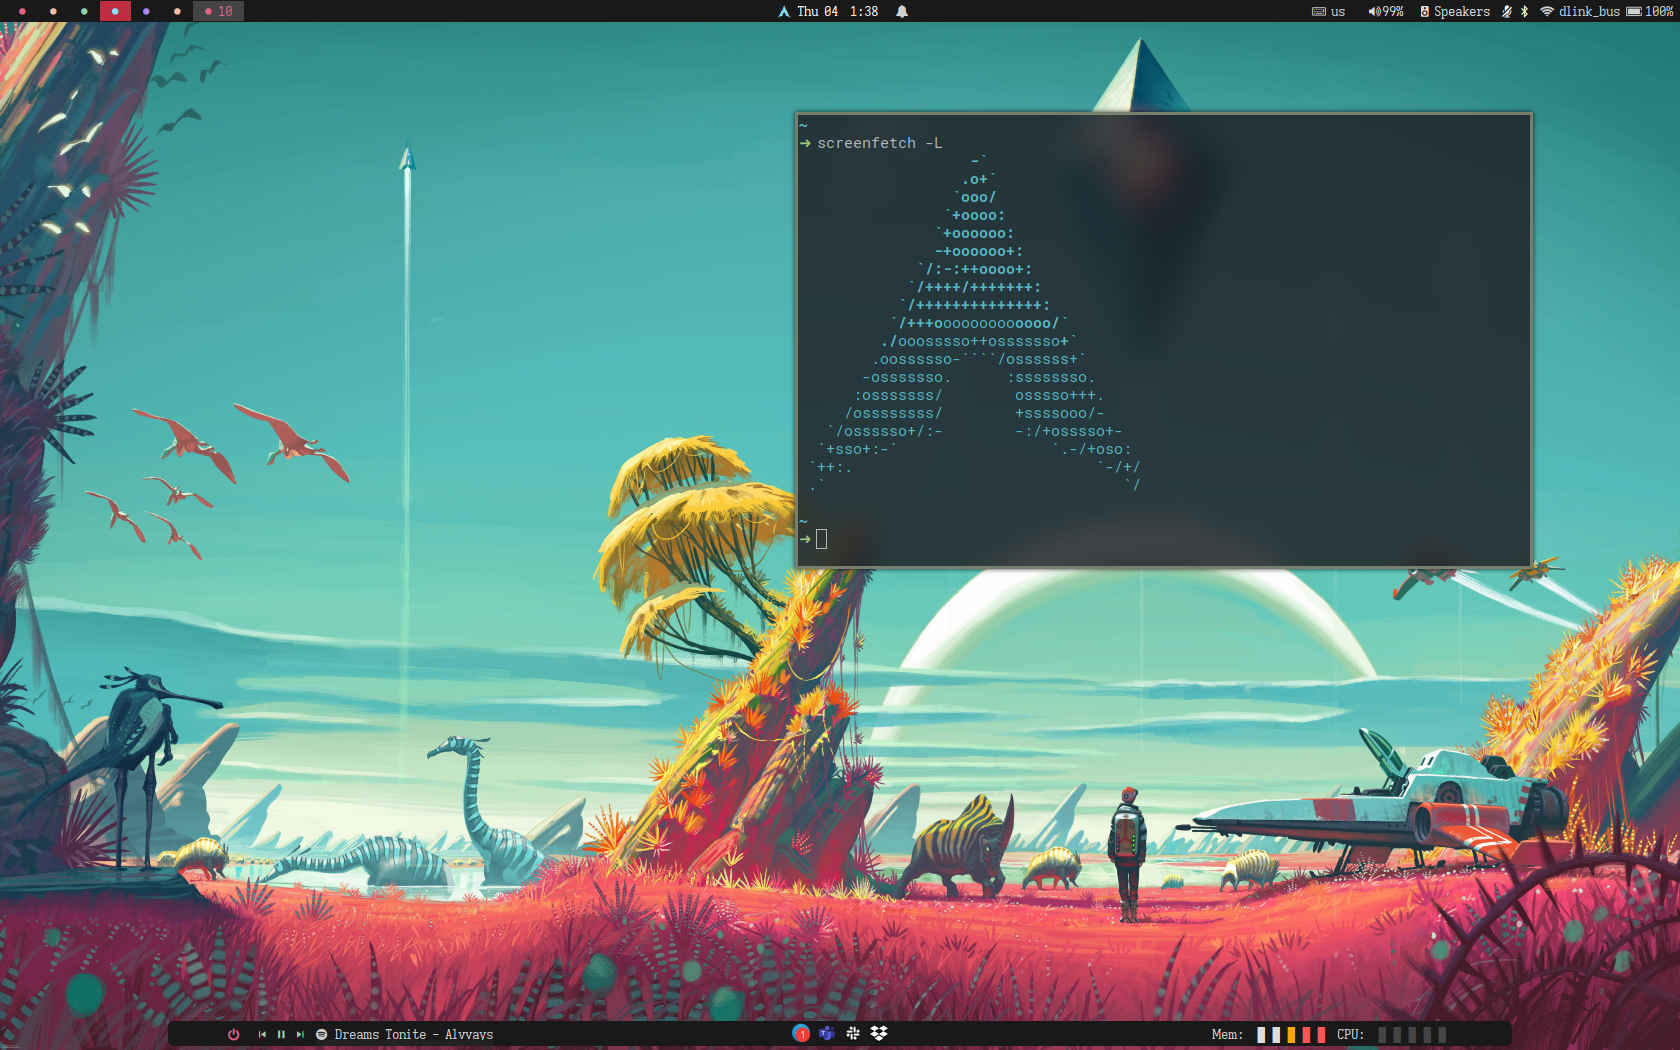 10
Thu 04 1:38
us 99% Speakers dlink_bus 100%
~
➜ screenfetch -L
                   -`
                  .o+`
                 `ooo/
                `+oooo:
               `+oooooo:
               -+oooooo+:
             `/:-:++oooo+:
            `/++++/+++++++:
           `/++++++++++++++:
          `/+++ooooooooooooo/`
         ./ooosssso++osssssso+`
        .oossssso-````/ossssss+`
       -osssssso.      :ssssssso.
      :osssssss/        osssso+++.
     /ossssssss/        +ssssooo/-
   `/ossssso+/:-        -:/+osssso+-
  `+sso+:-`                 `.-/+oso:
 `++:.                           `-/+/
 .`                                 `/
~
➜
Dreams Tonite - Alvvays
1
Mem: CPU: